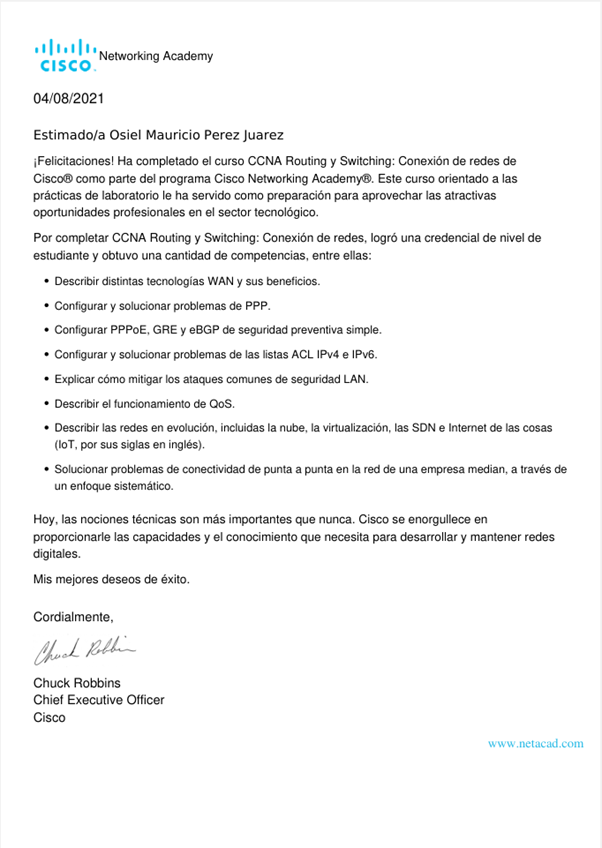 CISCO. Networking Academy
04/08/2021
Estimado/a Osiel Mauricio Perez Juarez
¡Felicitaciones! Ha completado el curso CCNA Routing y Switching: Conexión de redes de
Cisco® como parte del programa Cisco Networking Academy®. Este curso orientado a las
prácticas de laboratorio le ha servido como preparación para aprovechar las atractivas
oportunidades profesionales en el sector tecnológico.
Por completar CCNA Routing y Switching: Conexión de redes, logró una credencial de nivel de
estudiante y obtuvo una cantidad de competencias, entre ellas:
• Describir distintas tecnologías WAN y sus beneficios.
• Configurar y solucionar problemas de PPP.
• Configurar PPPoE, GRE y eBGP de seguridad preventiva simple.
• Configurar y solucionar problemas de las listas ACL IPv4 e IPv6.
• Explicar cómo mitigar los ataques comunes de seguridad LAN.
• Describir el funcionamiento de QoS.
• Describir las redes en evolución, incluidas la nube, la virtualización, las SDN e Internet de las cosas
(IoT, por sus siglas en inglés).
• Solucionar problemas de conectividad de punta a punta en la red de una empresa median, a través de
un enfoque sistemático.
Hoy, las nociones técnicas son más importantes que nunca. Cisco se enorgullece en
proporcionarle las capacidades y el conocimiento que necesita para desarrollar y mantener redes
digitales.
Mis mejores deseos de éxito.
Cordialmente,
Chuck Robbins
Chuck Robbins
Chief Executive Officer
Cisco
www.netacad.com